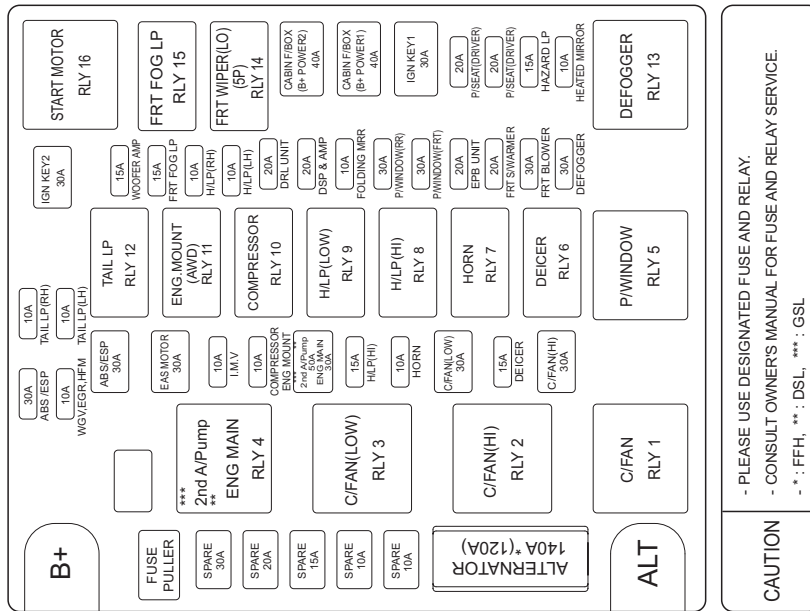 START MOTOR
RLY 16
FRT FOG LP
RLY 15
FRT WIPER(LO)
(5P)
RLY 14
CABIN F/BOX
(B+ POWER2)
40A
CABIN F/BOX
(B+ POWER1)
40A
IGN KEY1
30A
20A
P/SEAT(DRIVER)
20A
P/SEAT(DRIVER)
15A
HAZARD LP
10A
HEATED MIRROR
DEFOGGER
RLY 13
IGN KEY2
30A
15A
WOOFER AMP
15A
FRT FOG LP
10A
H/LP(RH)
10A
H/LP(LH)
20A
DRL UNIT
20A
DSP & AMP
10A
FOLDING MRR
30A
P/WINDOW(RR)
30A
P/WINDOW(FRT)
20A
EPB UNIT
20A
FRT S/WARMER
30A
FRT BLOWER
30A
DEFOGGER
TAIL LP
RLY 12
ENG.MOUNT
(AWD)
RLY 11
COMPRESSOR
RLY 10
H/LP(LOW)
RLY 9
H/LP(HI)
RLY 8
HORN
RLY 7
DEICER
RLY 6
P/WINDOW
RLY 5
10A
TAIL LP(RH)
10A
TAIL LP(LH)
30A
ABS /ESP
10A
WGV,EGR,HFM
ABS/ESP
30A
EAS MOTOR
30A
10A
I.M.V
10A
COMPRESSOR
ENG MOUNT
*** **
2nd A/Pump
50A
ENG MAIN
30A
15A
H/LP(HI)
10A
HORN
C/FAN(LOW)
30A
15A
DEICER
C/FAN(HI)
30A
***
2nd A/Pump
**
ENG MAIN
RLY 4
C/FAN(LOW)
RLY 3
C/FAN(HI)
RLY 2
C/FAN
RLY 1
B+
FUSE
PULLER
SPARE
30A
SPARE
20A
SPARE
15A
SPARE
10A
SPARE
10A
ALTERNATOR
140A*(120A)
ALT
CAUTION
- PLEASE USE DESIGNATED FUSE AND RELAY.
- CONSULT OWNER'S MANUAL FOR FUSE AND RELAY SERVICE.
- * : FFH, ** : DSL, *** : GSL